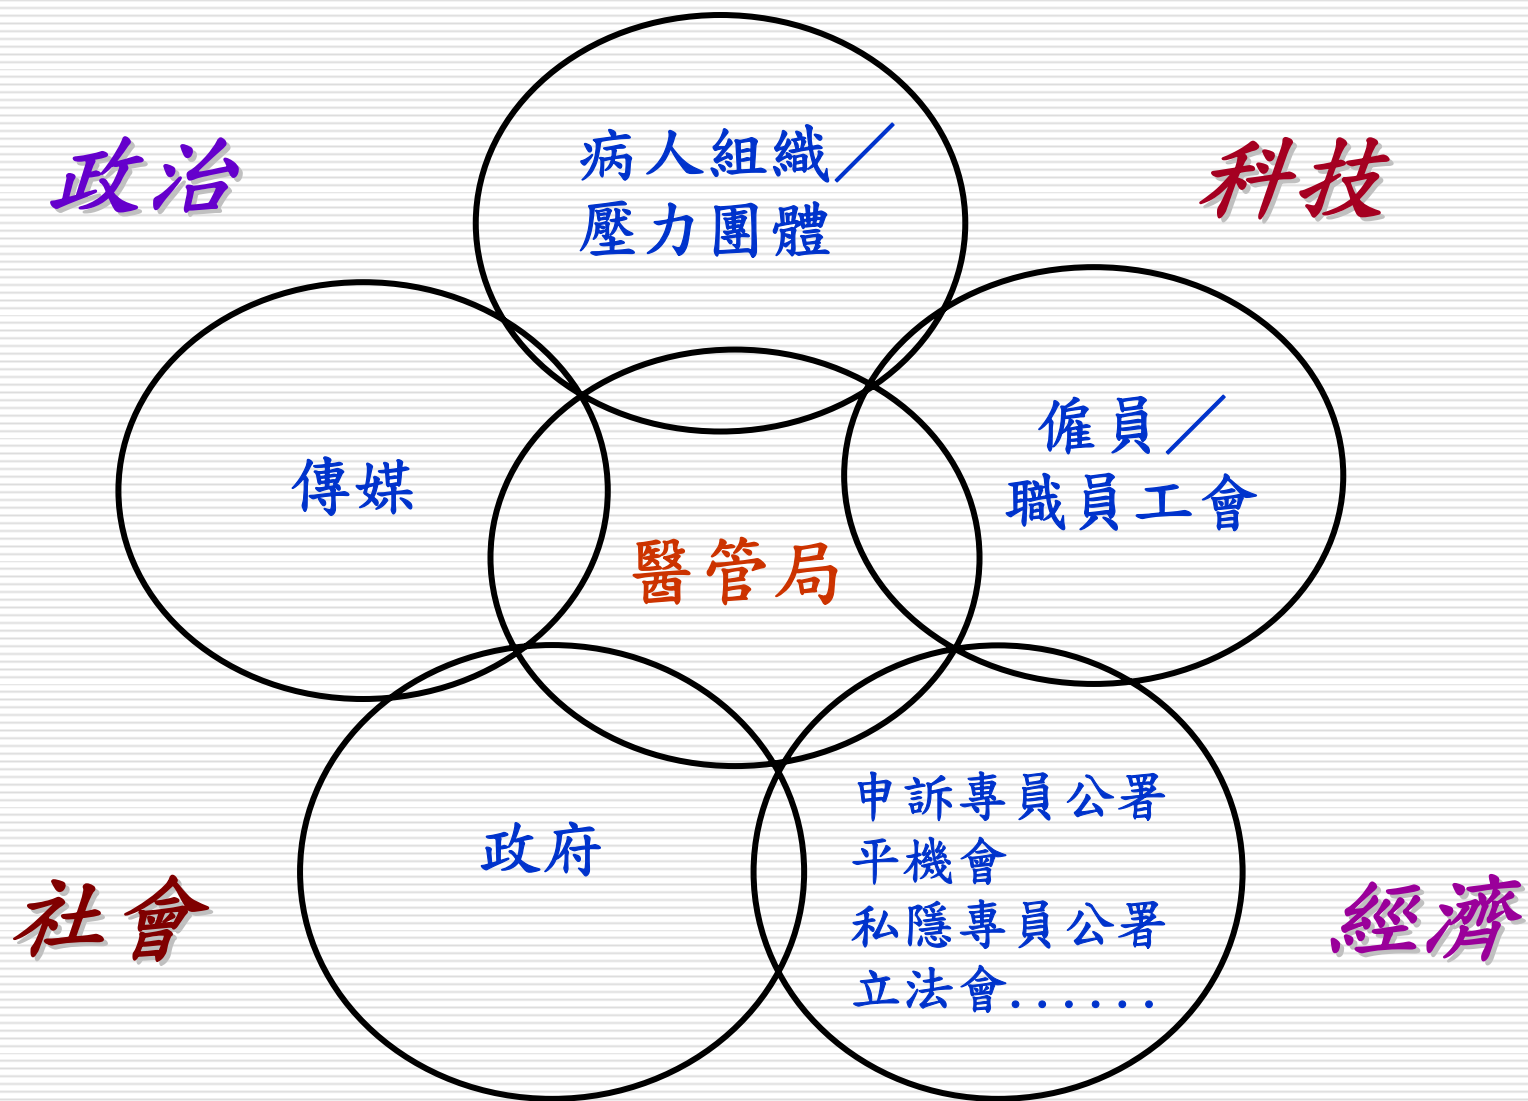 政治
科技
病人組織／
壓力團體
傳媒
僱員／
職員工會
醫管局
政府
申訴專員公署
平機會
私隱專員公署
立法會......
社會
經濟